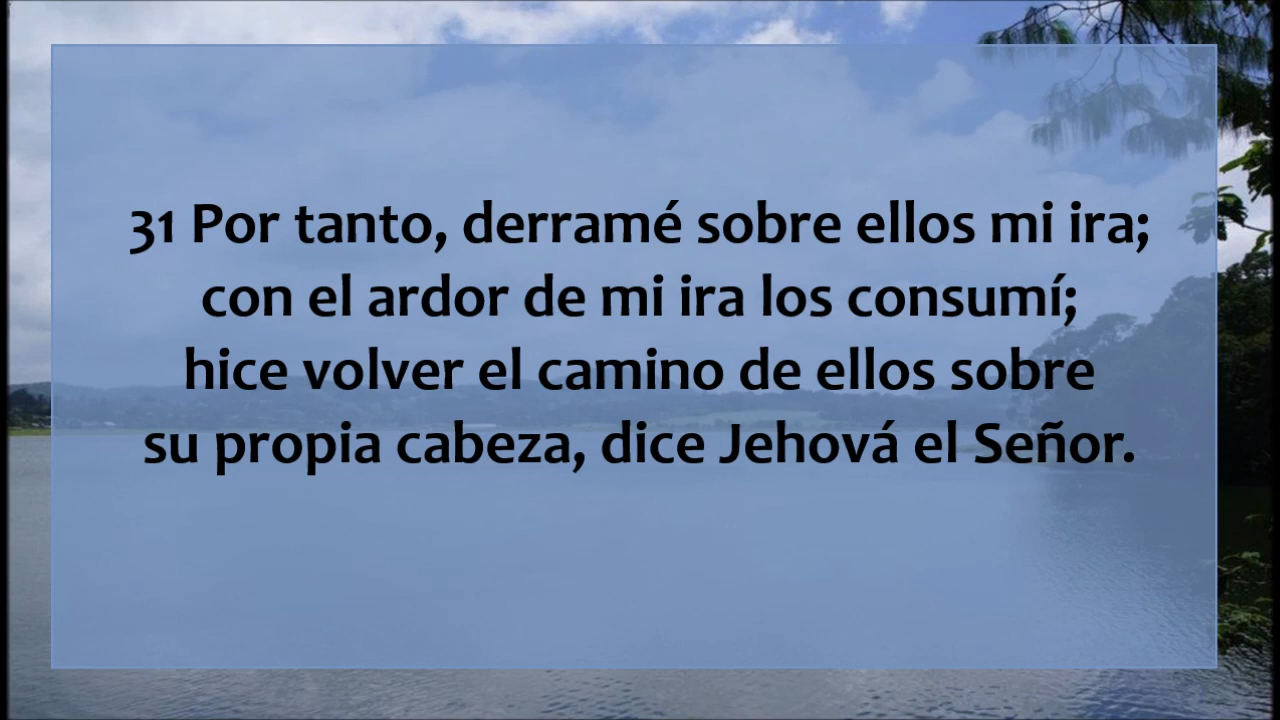 31 Por tanto, derramé sobre ellos mi ira;
con el ardor de mi ira los consumí;
hice volver el camino de ellos sobre
su propia cabeza, dice Jehová el Señor.